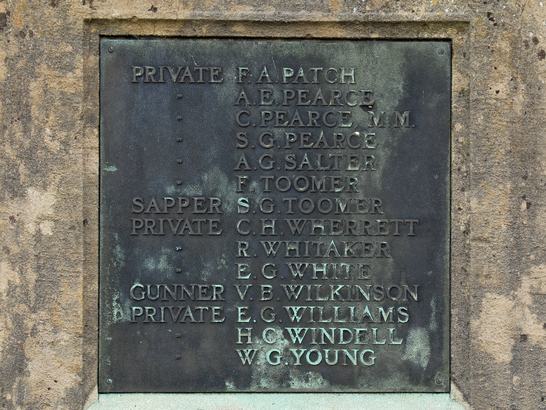 PRIVATE F. A. PATCH
" A. E. PEARCE
" C. PEARCE M.M.
" S. G. PEARCE
" A. G. SALTER
" F. TOOMER
SAPPER S. G. TOOMER
PRIVATE C. H. WHERRETT
" R. WHITAKER
" E. G. WHITE
GUNNER V. B. WILKINSON
PRIVATE E. G. WILLIAMS
" H. C. WINDELL
" W. G. YOUNG